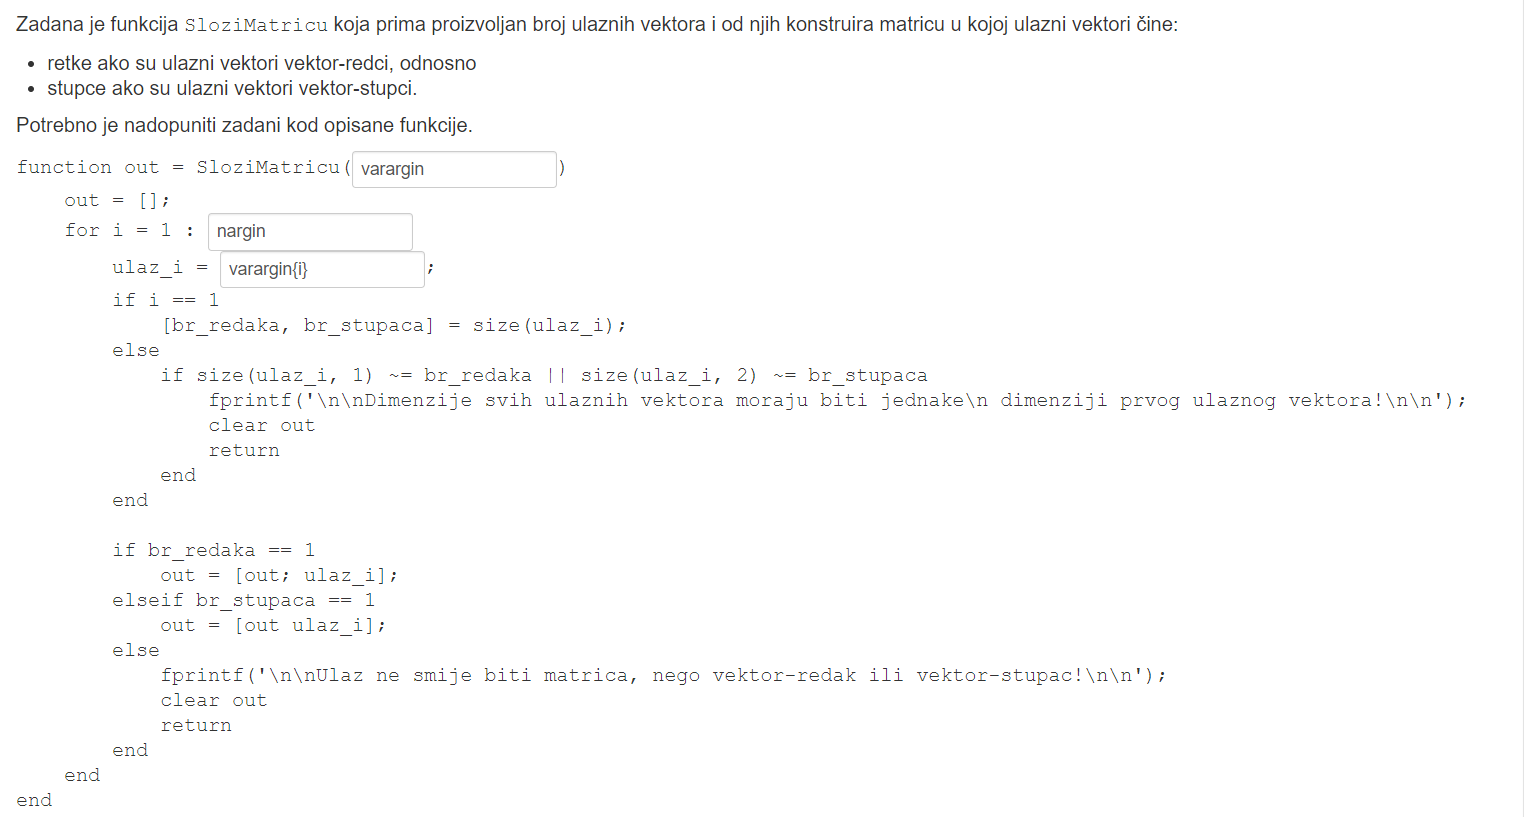 Zadana je funkcija SloziMatricu koja prima proizvoljan broj ulaznih vektora i od njih konstruira matricu u kojoj ulazni vektori čine:
• retke ako su ulazni vektori vektor-redci, odnosno
• stupce ako su ulazni vektori vektor-stupci.
Potrebno je nadopuniti zadani kod opisane funkcije.
function out = SloziMatricu( varargin )
    out = [];
    for i = 1 : nargin
        ulaz_i = varargin{i} ;
        if i == 1
            [br_redaka, br_stupaca] = size(ulaz_i);
        else
            if size(ulaz_i, 1) ~= br_redaka || size(ulaz_i, 2) ~= br_stupaca
                fprintf('\n\nDimenzije svih ulaznih vektora moraju biti jednake\n dimenziji prvog ulaznog vektora!\n\n');
                clear out
                return
            end
        end
        if br_redaka == 1
            out = [out; ulaz_i];
        elseif br_stupaca == 1
            out = [out ulaz_i];
        else
            fprintf('\n\nUlaz ne smije biti matrica, nego vektor-redak ili vektor-stupac!\n\n');
            clear out
            return
        end
    end
end